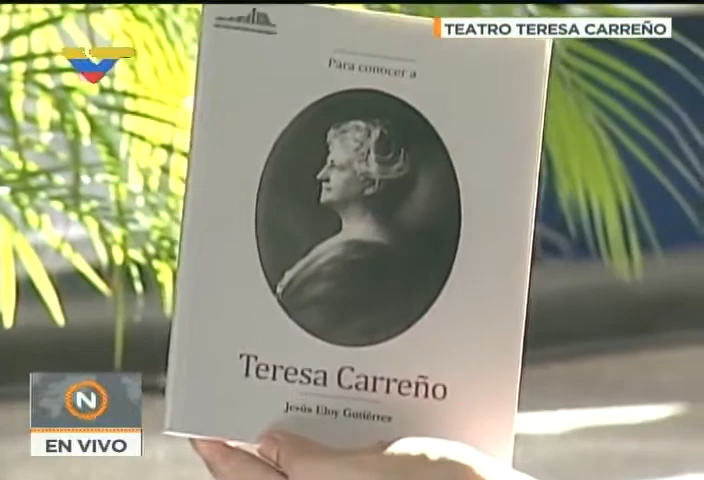 TEATRO TERESA CARREÑO
Para conocer a
Teresa Carreño
Jesús Eloy Gutiérrez
N
EN VIVO